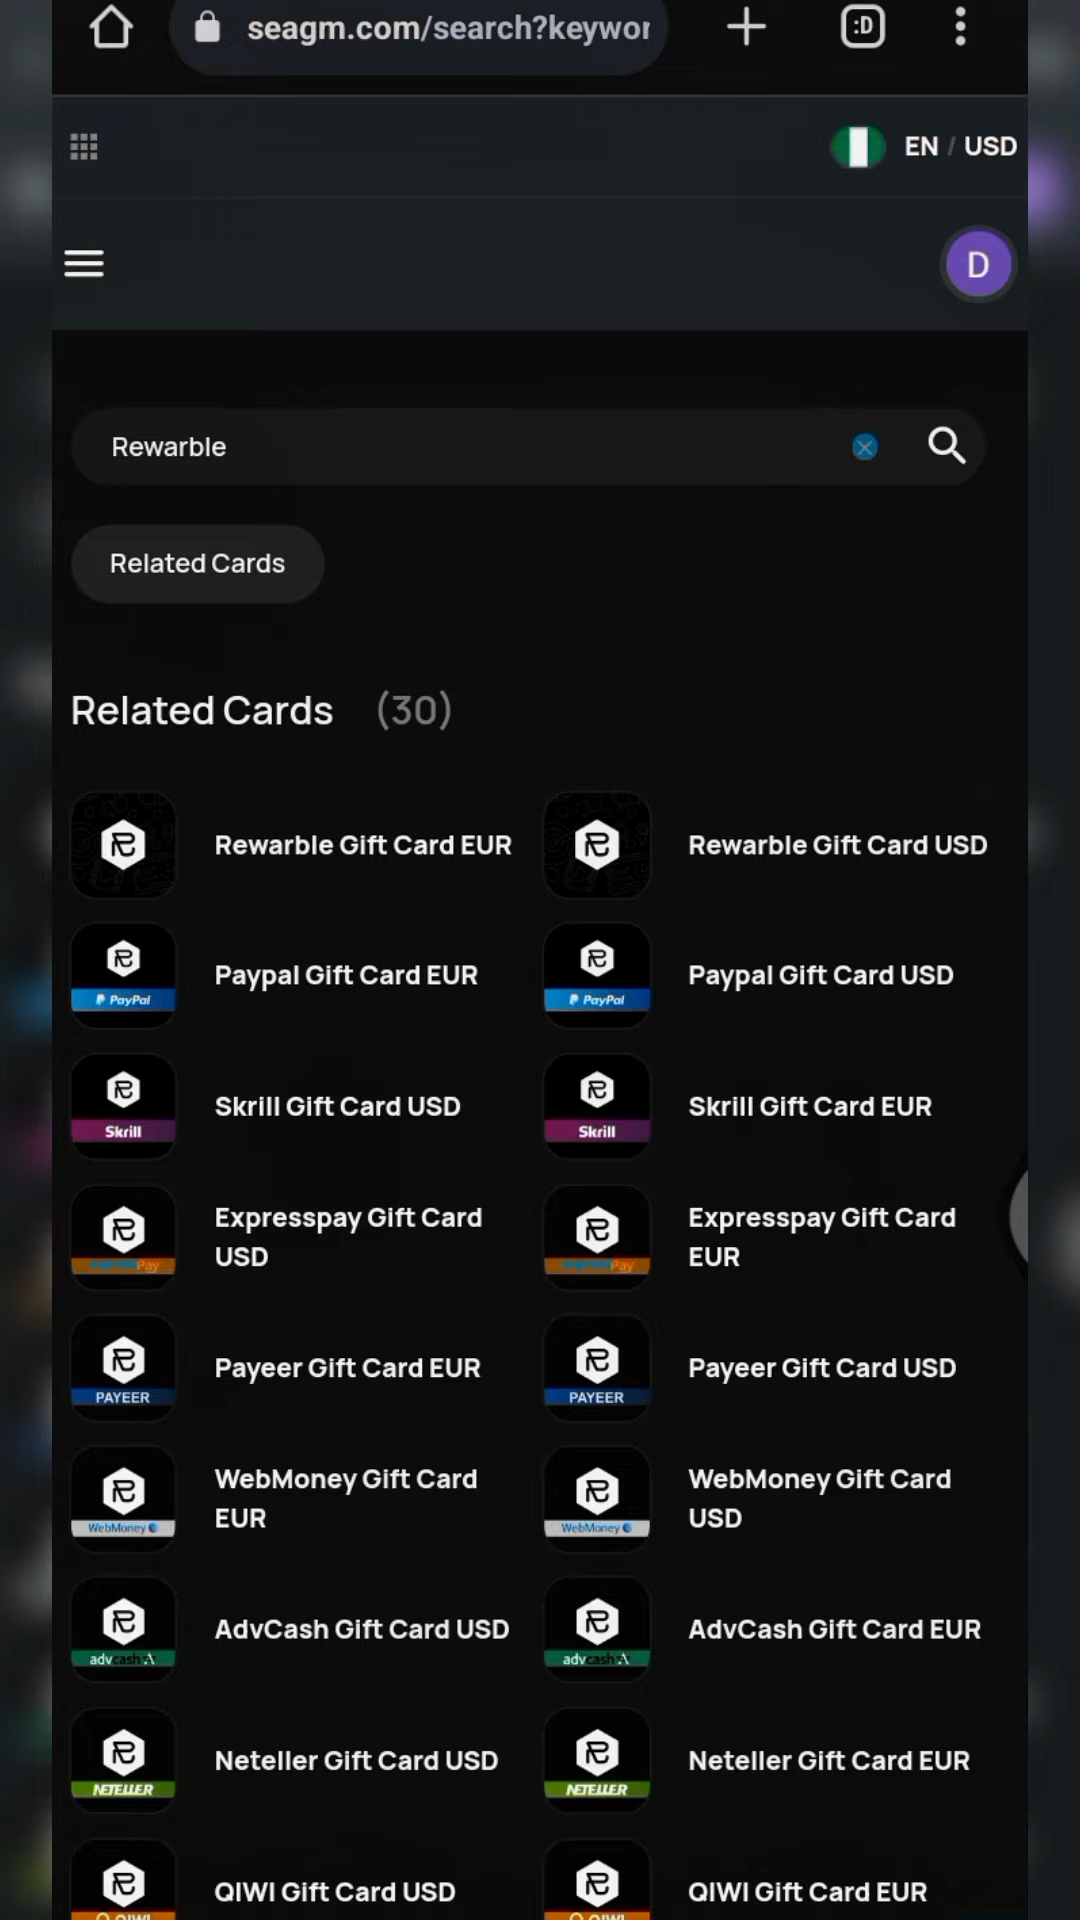 seagm.com/search?keywor
:D
EN / USD
D
Rewarble
Related Cards
Related Cards (30)
Rewarble Gift Card EUR
Rewarble Gift Card USD
PayPal
Paypal Gift Card EUR
PayPal
Paypal Gift Card USD
Skrill
Skrill Gift Card USD
Skrill
Skrill Gift Card EUR
expressPay
Expresspay Gift Card
USD
expressPay
Expresspay Gift Card
EUR
PAYEER
Payeer Gift Card EUR
PAYEER
Payeer Gift Card USD
WebMoney
WebMoney Gift Card
EUR
WebMoney
WebMoney Gift Card
USD
advcash
AdvCash Gift Card USD
advcash
AdvCash Gift Card EUR
NETELLER
Neteller Gift Card USD
NETELLER
Neteller Gift Card EUR
QIWI
QIWI Gift Card USD
QIWI
QIWI Gift Card EUR